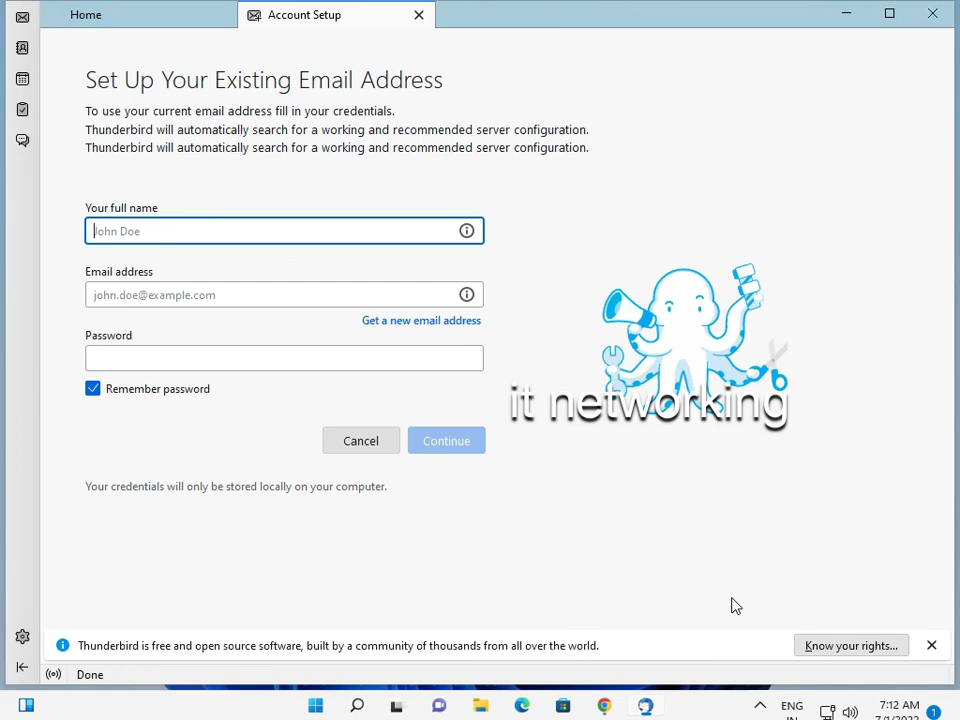 Home
Account Setup
Set Up Your Existing Email Address
To use your current email address fill in your credentials.
Thunderbird will automatically search for a working and recommended server configuration.
Thunderbird will automatically search for a working and recommended server configuration.
Your full name
John Doe
Email address
john.doe@example.com
Get a new email address
Password
Remember password
it networking
Cancel
Continue
Your credentials will only be stored locally on your computer.
Thunderbird is free and open source software, built by a community of thousands from all over the world.
Know your rights...
Done
ENG
IN
7:12 AM
1